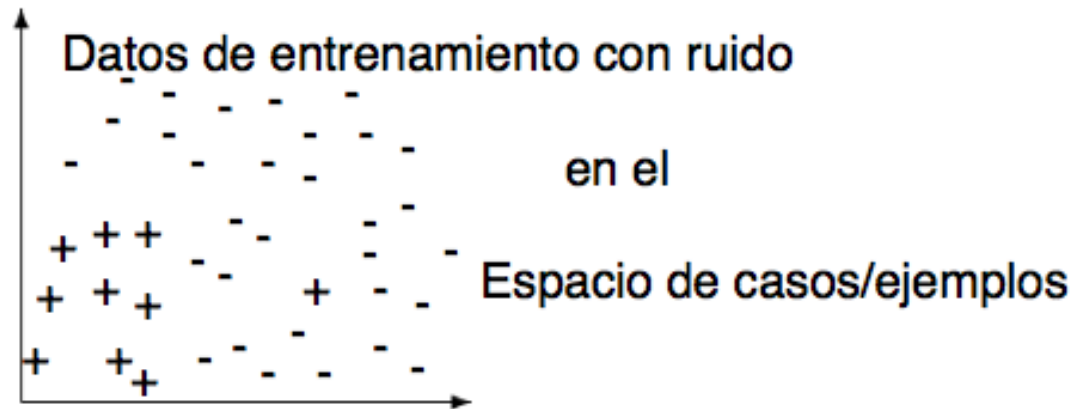 Datos de entrenamiento con ruido
en el
Espacio de casos/ejemplos